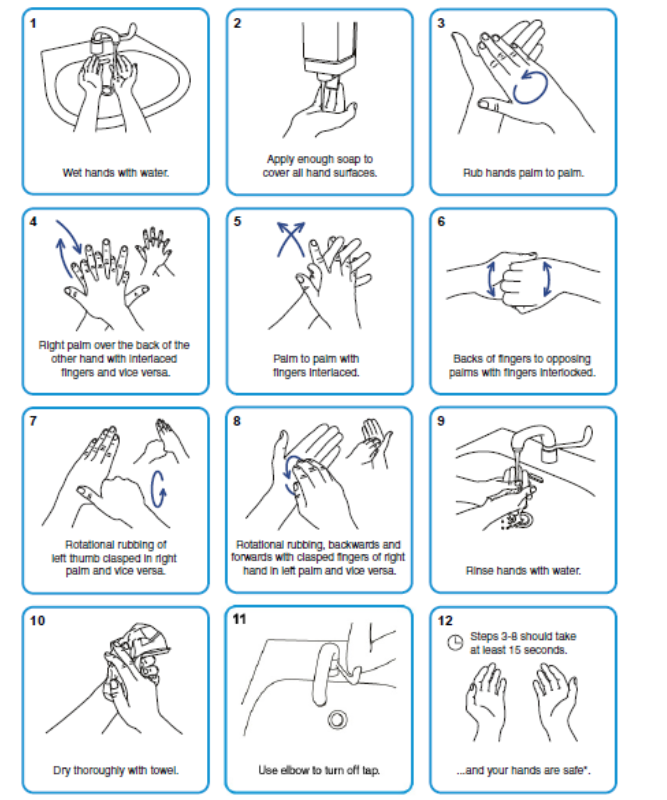 1
Wet hands with water.
2
Apply enough soap to
cover all hand surfaces.
3
Rub hands palm to palm.
4
Right palm over the back of the
other hand with interlaced
fingers and vice versa.
5
Palm to palm with
fingers interlaced.
6
Backs of fingers to opposing
palms with fingers interlocked.
7
Rotational rubbing of
left thumb clasped in right
palm and vice versa.
8
Rotational rubbing, backwards and
forwards with clasped fingers of right
hand in left palm and vice versa.
9
Rinse hands with water.
10
Dry thoroughly with towel.
11
Use elbow to turn off tap.
12
Steps 3-8 should take
at least 15 seconds.
...and your hands are safe*.